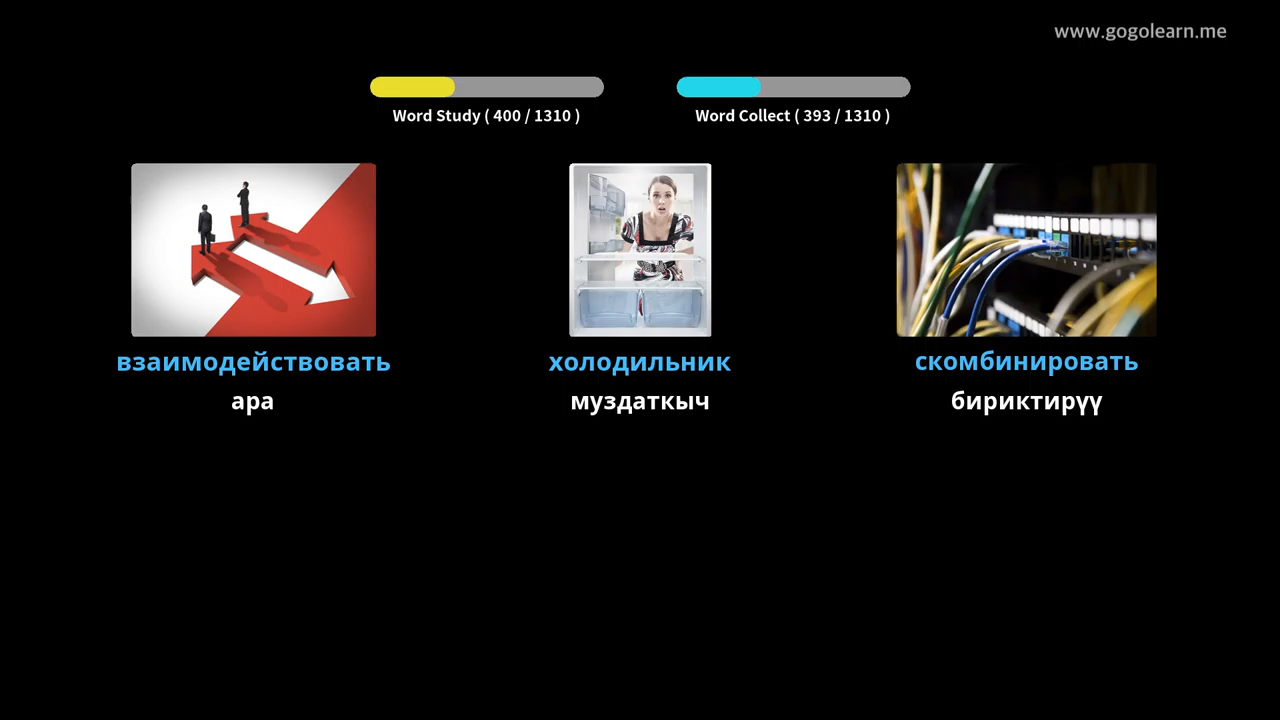 www.gogolearn.me
Word Study ( 400 / 1310 )
Word Collect ( 393 / 1310 )
взаимодействовать
холодильник
скомбинировать
ара
муздаткыч
бириктирүү